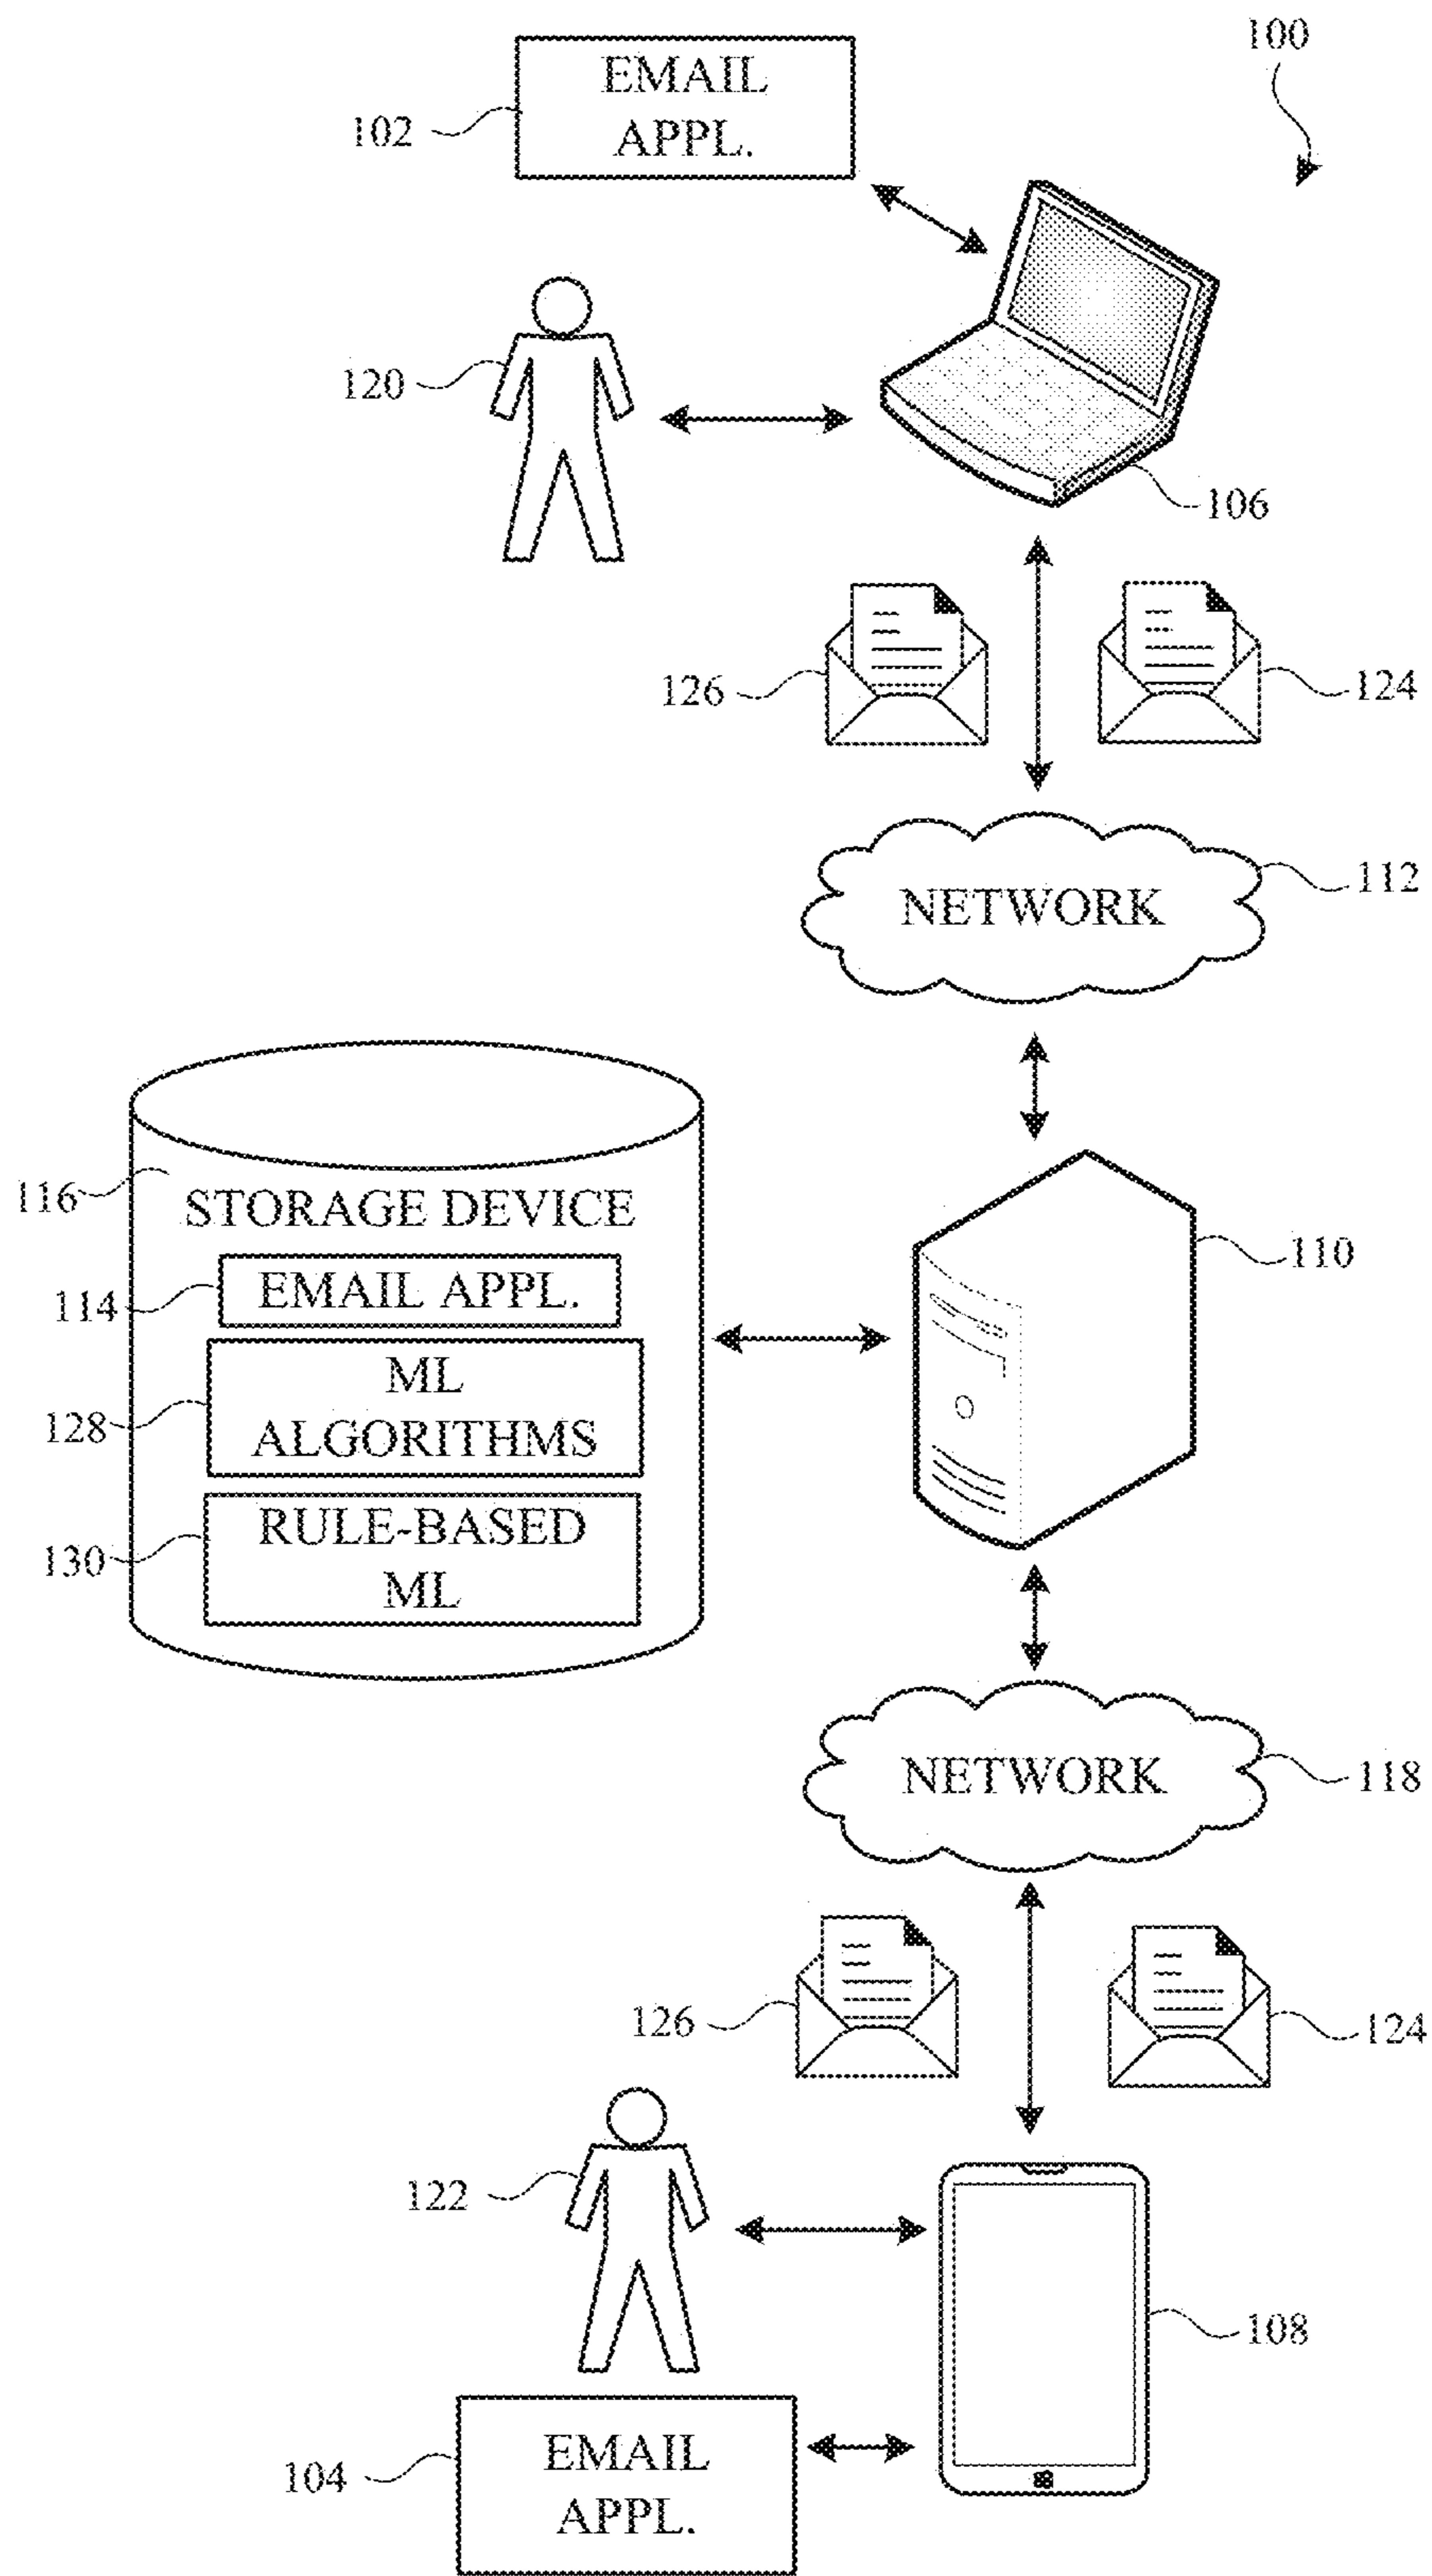 100
EMAIL
APPL.
102
120
106
126
124
112
NETWORK
116
STORAGE DEVICE
114
EMAIL APPL.
110
128
ML
ALGORITHMS
130
RULE-BASED
ML
NETWORK
118
126
124
122
108
104
EMAIL
APPL.